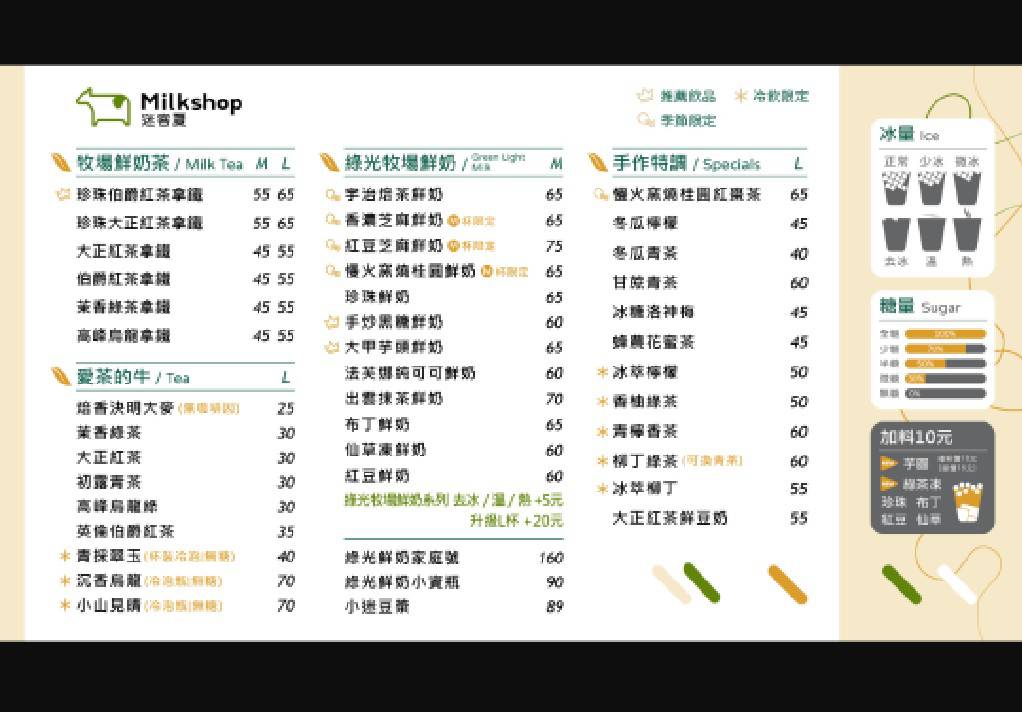 Milkshop
迷客夏
推薦飲品
冷飲限定
季節限定
牧場鮮奶茶 / Milk Tea M L
珍珠伯爵紅茶拿鐵 55 65
珍珠大正紅茶拿鐵 55 65
大正紅茶拿鐵 45 55
伯爵紅茶拿鐵 45 55
茉香綠茶拿鐵 45 55
高峰烏龍拿鐵 45 55
愛茶的牛 / Tea L
焙香決明大麥 (無咖啡因) 25
茉香綠茶 30
大正紅茶 30
初露青茶 30
高峰烏龍綠 30
英倫伯爵紅茶 35
青採翠玉 (杯裝冷泡|無糖) 40
沉香烏龍 (冷泡瓶|無糖) 70
小山見晴 (冷泡瓶|無糖) 70
綠光牧場鮮奶 / Green Light Milk M
宇治焙茶鮮奶 65
香濃芝麻鮮奶 M 杯限定 65
紅豆芝麻鮮奶 M 杯限定 75
慢火窯燒桂圓鮮奶 M 杯限定 65
珍珠鮮奶 65
手炒黑糖鮮奶 60
大甲芋頭鮮奶 65
法芙娜純可可鮮奶 60
出雲抹茶鮮奶 70
布丁鮮奶 65
仙草凍鮮奶 60
紅豆鮮奶 60
綠光牧場鮮奶系列 去冰 / 溫 / 熱 +5元
升級L杯 +20元
綠光鮮奶家庭號 160
綠光鮮奶小資瓶 90
小迷豆漿 89
手作特調 / Specials L
慢火窯燒桂圓紅棗茶 65
冬瓜檸檬 45
冬瓜青茶 40
甘蔗青茶 60
冰糖洛神梅 45
蜂農花蜜茶 45
冰萃檸檬 50
香柚綠茶 50
青檸香茶 60
柳丁綠茶 (可換青茶) 60
冰萃柳丁 55
大正紅茶鮮豆奶 55
冰量 Ice
正常 少冰 微冰
去冰 溫 熱
糖量 Sugar
全糖 100%
少糖 70%
半糖 50%
微糖 30%
無糖 0%
加料10元
芋圓
綠茶凍
珍珠 布丁
紅豆 仙草